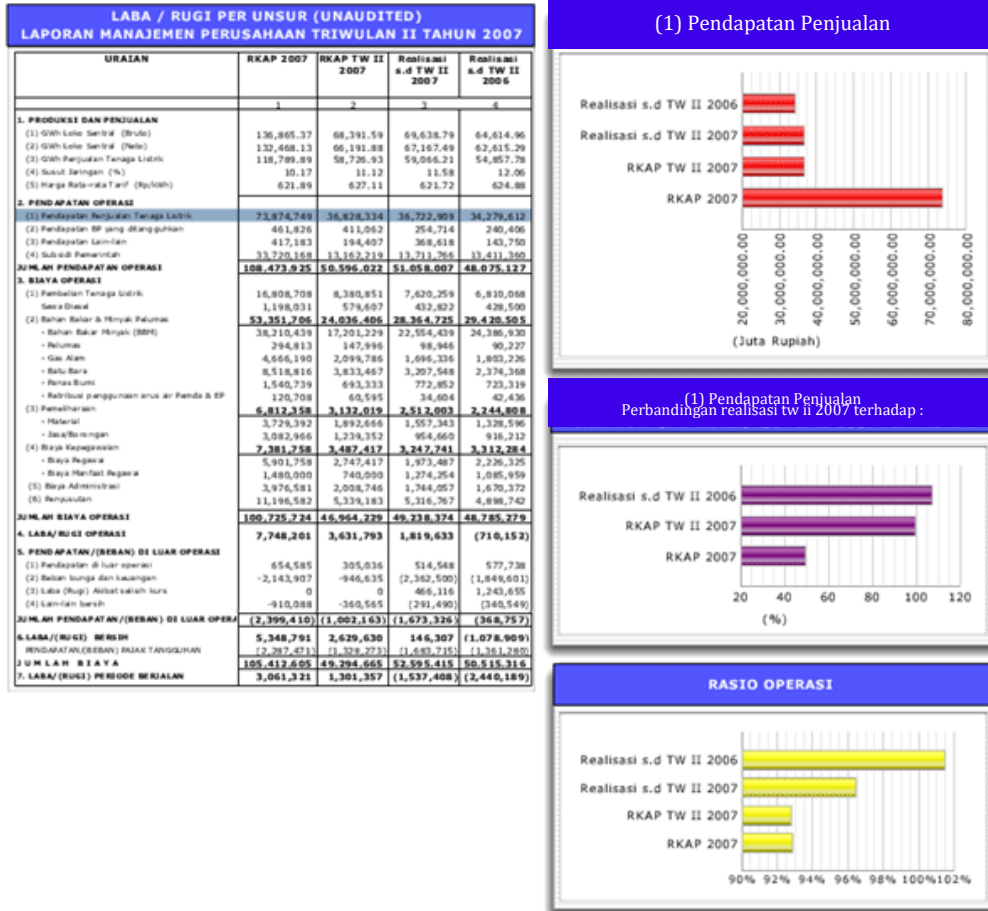 LABA / RUGI PER UNSUR (UNAUDITED)
LAPORAN MANAJEMEN PERUSAHAAN TRIWULAN II TAHUN 2007
URAIAN RKAP 2007 RKAP TW II 2007 Realisasi s.d TW II 2007 Realisasi s.d TW II 2006
1 2 3 4
1. PRODUKSI DAN PENJUALAN
(1) GWh Loko Sentral (Bruto) 136,865.37 68,391.59 69,638.79 64,614.96
(2) GWh Loko Sentral (Neto) 132,468.13 66,191.88 67,167.49 62,615.29
(3) GWh Penjualan Tenaga Listrik 118,789.89 58,726.93 59,066.21 54,857.78
(4) Susut Jaringan (%) 10.17 11.12 11.58 12.06
(5) Harga Rata-rata Tarif (Rp/kWh) 621.89 627.11 621.72 624.88
2. PENDAPATAN OPERASI
(1) Pendapatan Penjualan Tenaga Listrik 73,874,749 36,828,334 36,722,909 34,279,612
(2) Pendapatan BP yang ditangguhkan 461,826 411,062 254,714 240,406
(3) Pendapatan Lain-lain 417,183 194,407 368,618 143,750
(4) Subsidi Pemerintah 33,720,168 13,162,219 13,711,766 13,411,360
JUMLAH PENDAPATAN OPERASI 108,473,925 50,596,022 51,058,007 48,075,127
3. BIAYA OPERASI
(1) Pembelian Tenaga Listrik 16,808,708 8,380,851 7,620,259 6,810,068
Sewa Diesel 1,198,031 579,607 432,822 428,500
(2) Bahan Bakar & Minyak Pelumas 53,351,706 24,036,406 28,364,725 29,420,505
- Bahan Bakar Minyak (BBM) 38,210,439 17,201,229 22,554,439 24,386,930
- Pelumas 294,813 147,996 98,946 90,227
- Gas Alam 4,666,190 2,099,786 1,696,336 1,803,226
- Batu Bara 8,518,816 3,833,467 3,207,548 2,374,368
- Panas Bumi 1,540,739 693,333 772,852 723,319
- Retribusi penggunaan arus air Pemda & EP 120,708 60,595 34,604 42,436
(3) Pemeliharaan 6,812,358 3,132,019 2,512,003 2,244,808
- Material 3,729,392 1,892,666 1,557,343 1,328,596
- Jasa/Borongan 3,082,966 1,239,352 954,660 916,212
(4) Biaya Kepegawaian 7,381,758 3,487,417 3,247,741 3,312,284
- Biaya Pegawai 5,901,758 2,747,417 1,973,487 2,226,325
- Biaya Manfaat Pegawai 1,480,000 740,000 1,274,254 1,085,959
(5) Biaya Administrasi 3,976,581 2,008,746 1,744,057 1,670,372
(6) Penyusutan 11,196,582 5,339,183 5,316,767 4,898,742
JUMLAH BIAYA OPERASI 100,725,724 46,964,229 49,238,374 48,785,279
4. LABA/RUGI OPERASI 7,748,201 3,631,793 1,819,633 (710,152)
5. PENDAPATAN/(BEBAN) DI LUAR OPERASI
(1) Pendapatan di luar operasi 654,585 305,036 514,548 577,738
(2) Beban bunga dan keuangan -2,143,907 -946,635 (2,362,500) (1,849,601)
(3) Laba (Rugi) Akibat selisih kurs 0 0 466,116 1,243,655
(4) Lain-lain bersih -910,088 -360,565 (291,490) (340,549)
JUMLAH PENDAPATAN/(BEBAN) DI LUAR OPERA (2,399,410) (1,002,163) (1,673,326) (368,757)
6.LABA/(RUGI) BERSIH 5,348,791 2,629,630 146,307 (1,078,909)
PENDAPATAN/(BEBAN) PAJAK TANGGUHAN (2,287,471) (1,328,273) (1,683,715) (1,361,280)
JUMLAH BIAYA 105,412,605 49,294,665 52,595,415 50,515,316
7. LABA/(RUGI) PERIODE BERJALAN 3,061,321 1,301,357 (1,537,408) (2,440,189)
(1) Pendapatan Penjualan
Realisasi s.d TW II 2006
Realisasi s.d TW II 2007
RKAP TW II 2007
RKAP 2007
20,000,000.00 30,000,000.00 40,000,000.00 50,000,000.00 60,000,000.00 70,000,000.00 80,000,000.00
(Juta Rupiah)
(1) Pendapatan Penjualan
Perbandingan realisasi tw ii 2007 terhadap :
Realisasi s.d TW II 2006
RKAP TW II 2007
RKAP 2007
20 40 60 80 100 120
(%)
RASIO OPERASI
Realisasi s.d TW II 2006
Realisasi s.d TW II 2007
RKAP TW II 2007
RKAP 2007
90% 92% 94% 96% 98% 100% 102%